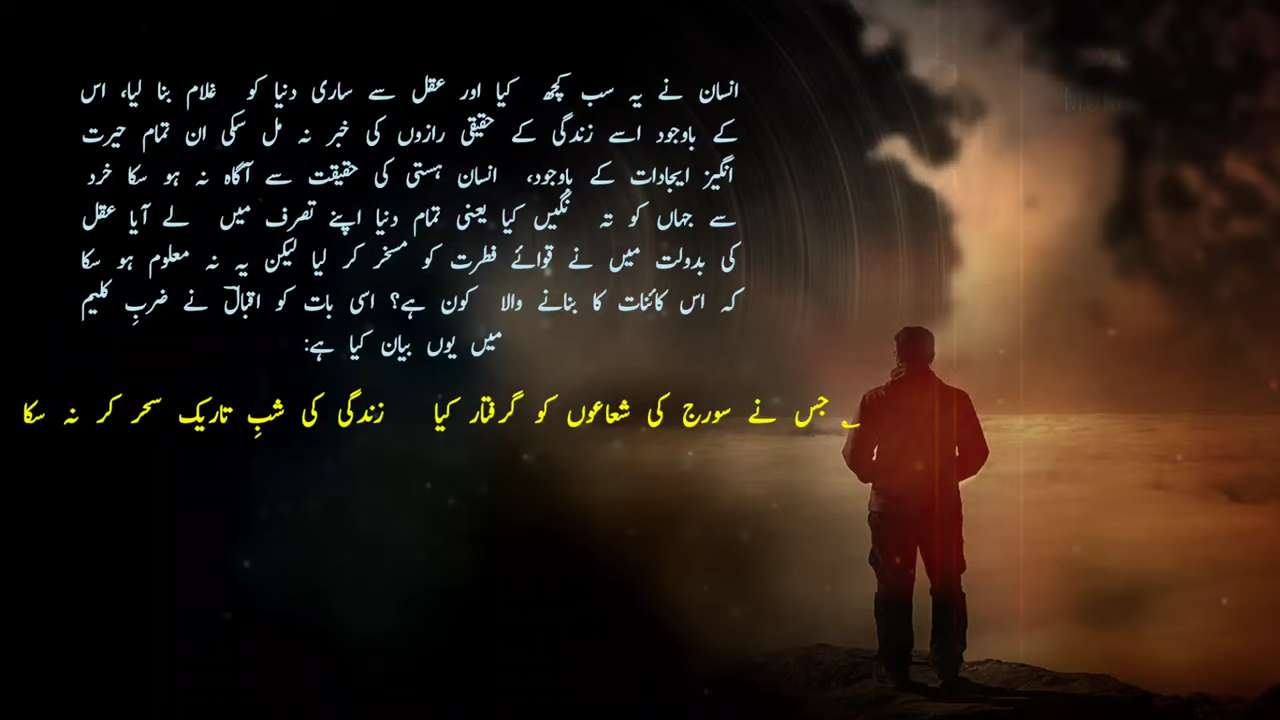 انسان نے یہ سب کچھ کیا اور عقل سے ساری دنیا کو غلام بنا لیا، اس
کے باوجود اسے زندگی کے حقیقی رازوں کی خبر نہ مل سکی ان تمام حیرت
انگیز ایجادات کے باوجود، انسان ہستی کی حقیقت سے آگاہ نہ ہو سکا خرد
سے جہاں کو تہ نگیں کیا یعنی تمام دنیا اپنے تصرف میں لے آیا عقل
کی بدولت میں نے قوائے فطرت کو مسخر کر لیا لیکن یہ نہ معلوم ہو سکا
کہ اس کائنات کا بنانے والا کون ہے؟ اسی بات کو اقبالؔ نے ضربِ کلیم
میں یوں بیان کیا ہے:
؂ جس نے سورج کی شعاعوں کو گرفتار کیا زندگی کی شبِ تاریک سحر کر نہ سکا